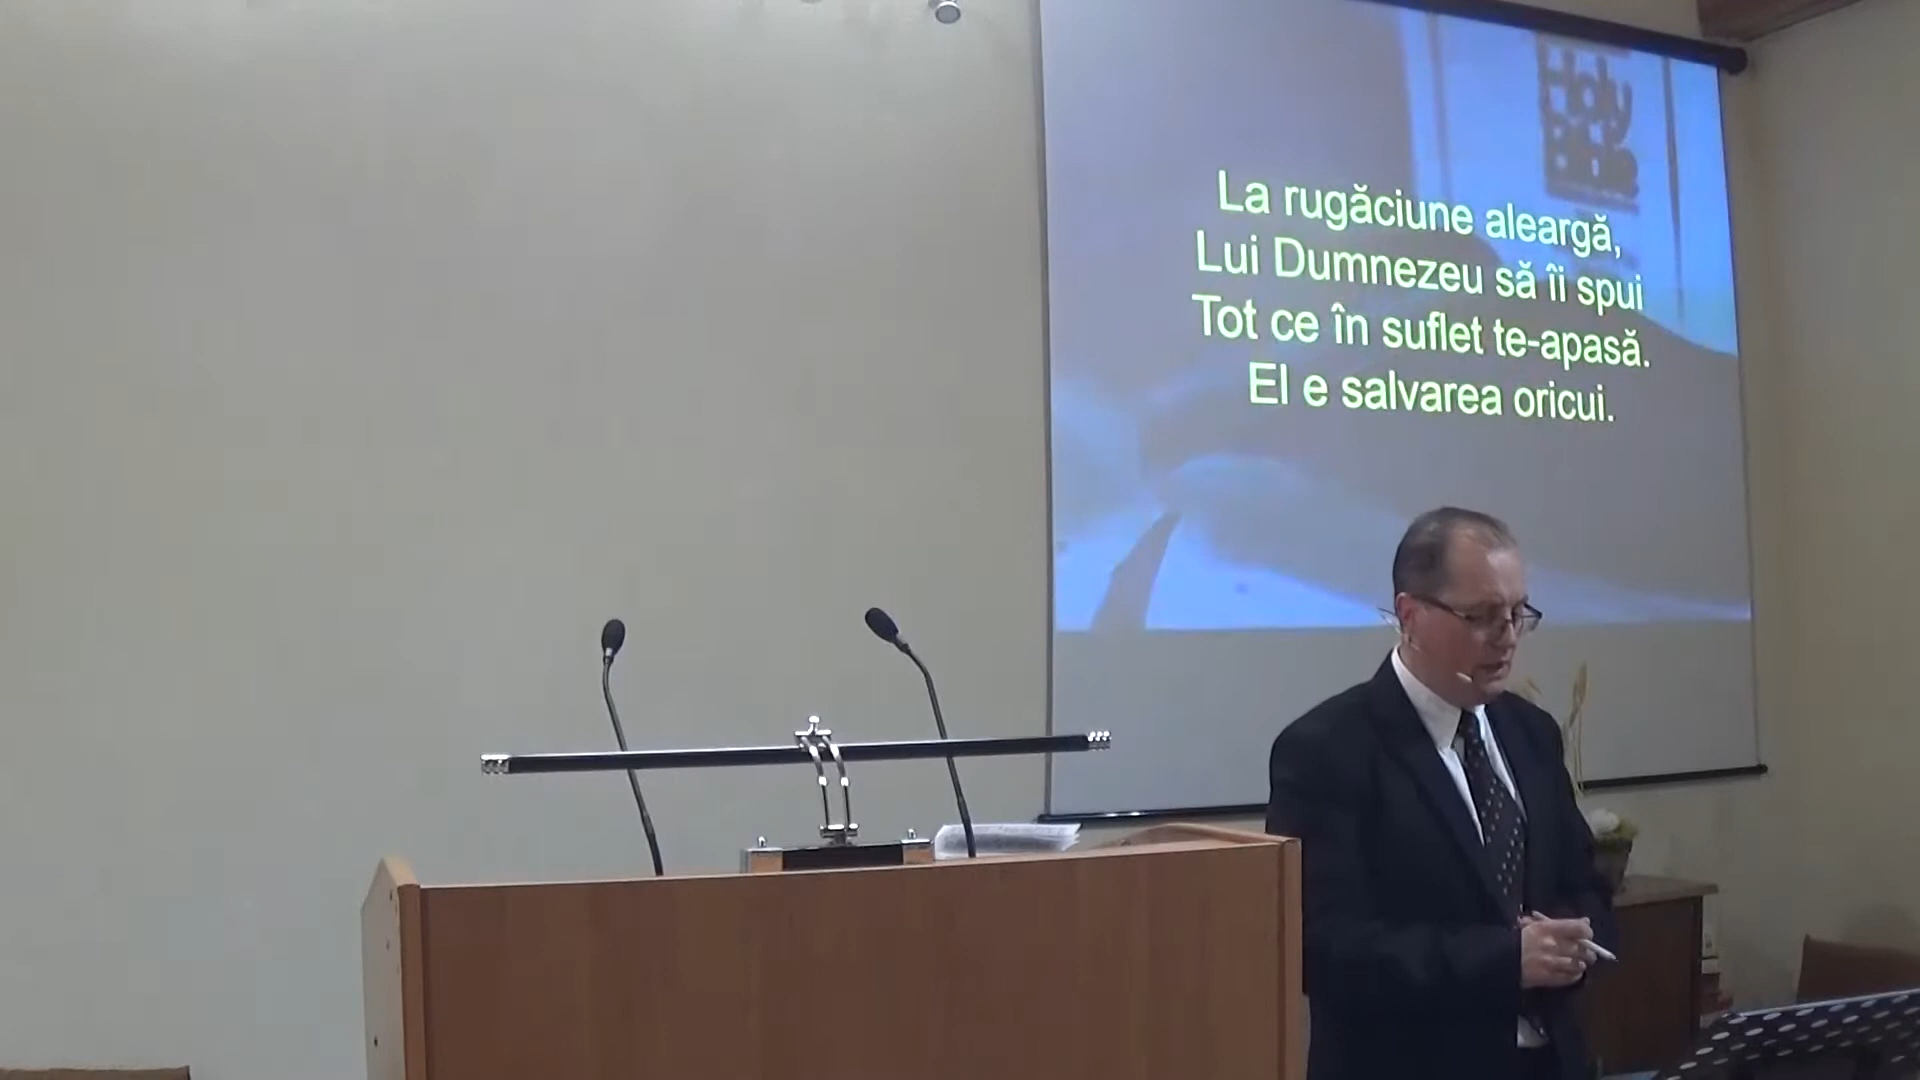 Holy
Bible
La rugăciune aleargă,
Lui Dumnezeu să îi spui
Tot ce în suflet te-apasă.
El e salvarea oricui.